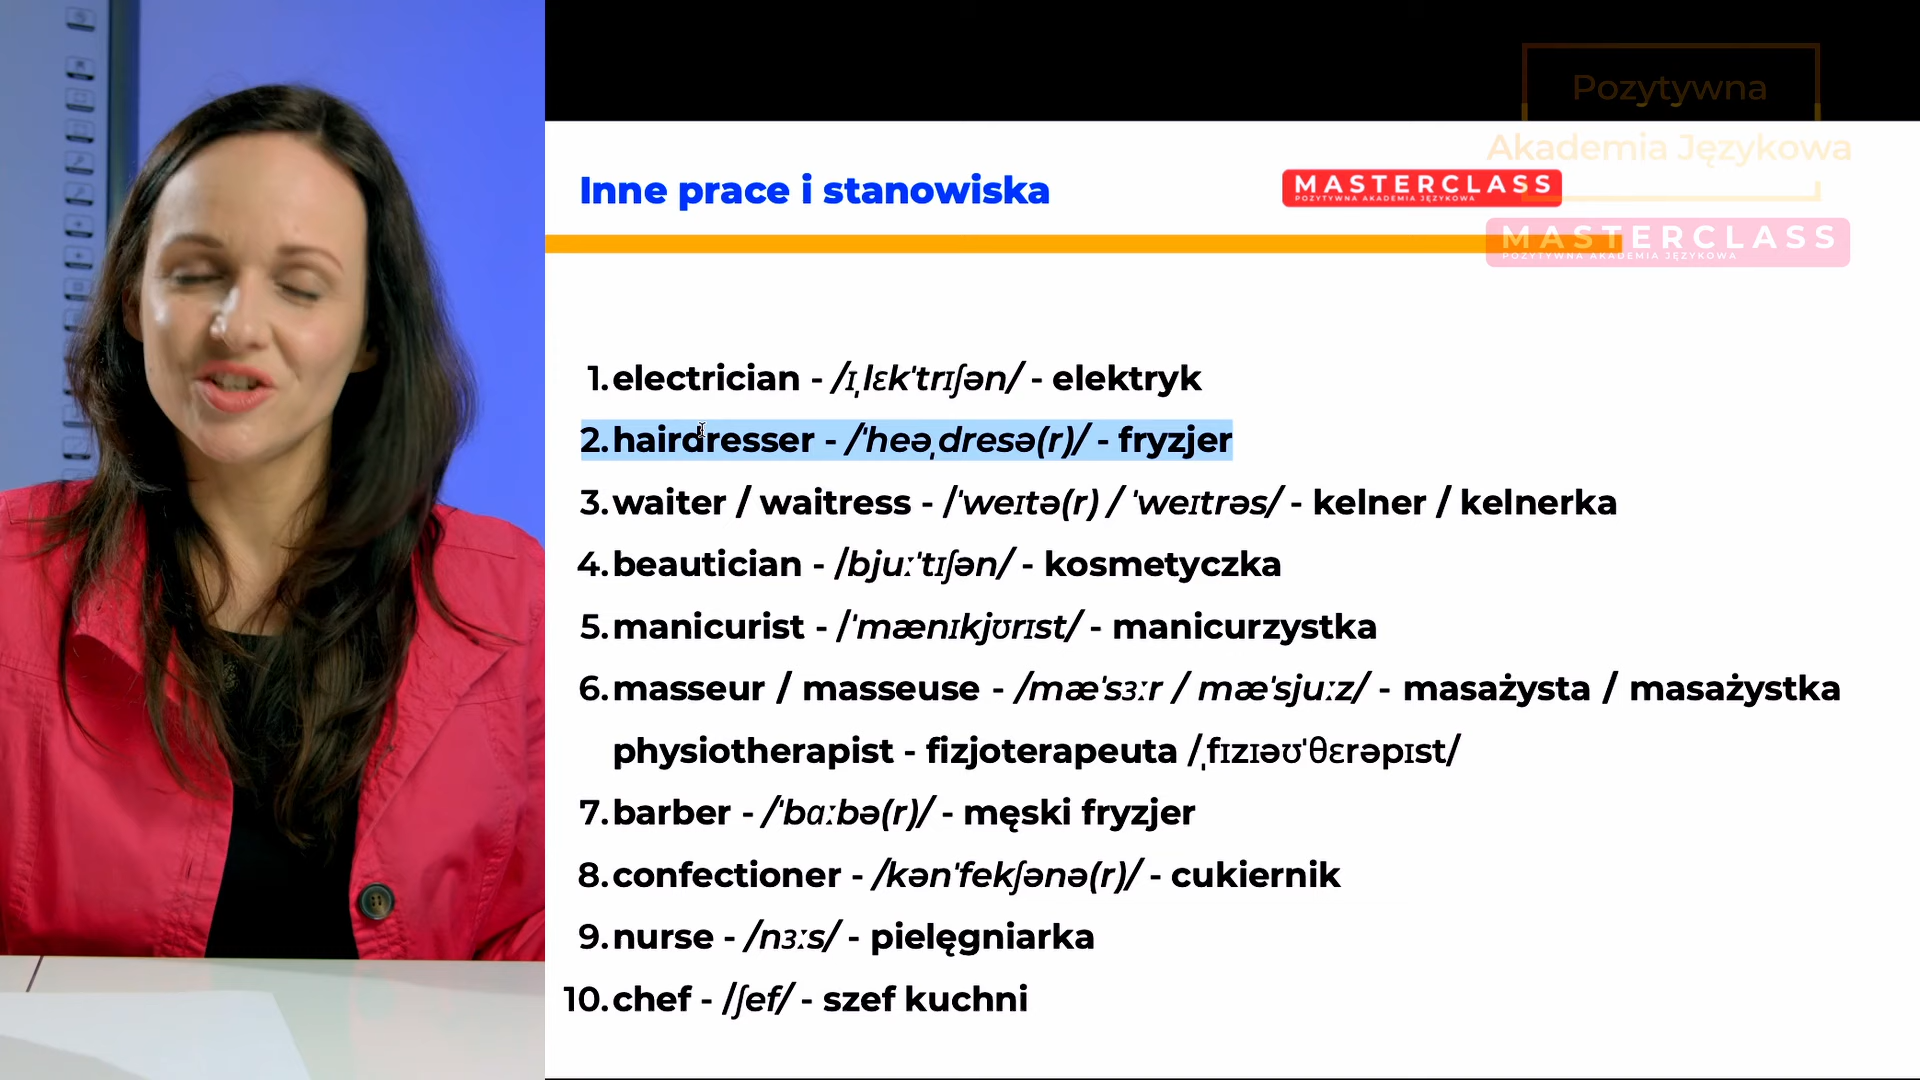 Pozytywna
Akademia Językowa
Inne prace i stanowiska
MASTERCLASS
POZYTYWNA AKADEMIA JĘZYKOWA
MASTERCLASS
POZYTYWNA AKADEMIA JĘZYKOWA
1. electrician - /ɪˌlɛkˈtrɪʃən/ - elektryk
2. hairdresser - /ˈheəˌdresə(r)/ - fryzjer
3. waiter / waitress - /ˈweɪtə(r) / ˈweɪtrəs/ - kelner / kelnerka
4. beautician - /bjuːˈtɪʃən/ - kosmetyczka
5. manicurist - /ˈmænɪkjʊrɪst/ - manicurzystka
6. masseur / masseuse - /mæˈsɜːr / mæˈsjuːz/ - masażysta / masażystka
physiotherapist - fizjoterapeuta /ˌfɪzɪəʊˈθɛrəpɪst/
7. barber - /ˈbɑːbə(r)/ - męski fryzjer
8. confectioner - /kənˈfekʃənə(r)/ - cukiernik
9. nurse - /nɜːs/ - pielęgniarka
10. chef - /ʃef/ - szef kuchni